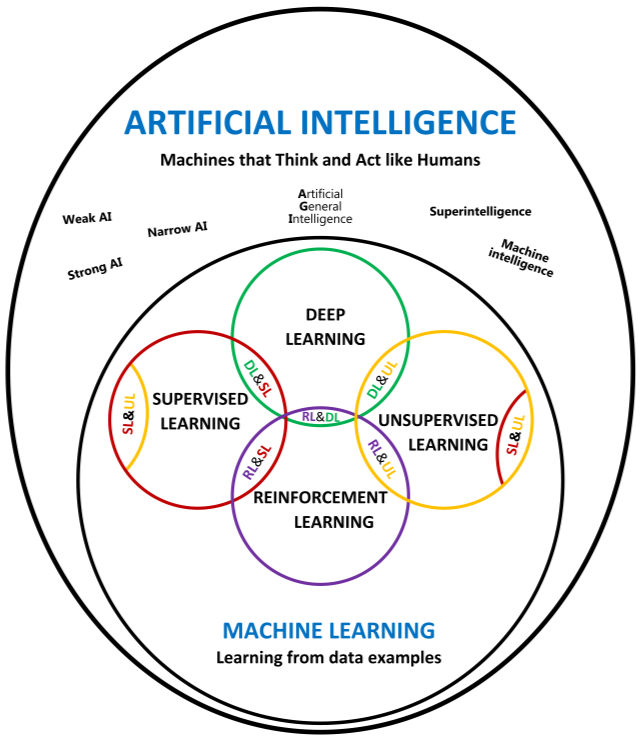 ARTIFICIAL INTELLIGENCE
Machines that Think and Act like Humans
Weak AI
Narrow AI
Strong AI
Artificial
General
Intelligence
Superintelligence
Machine
intelligence
DEEP
LEARNING
DL&SL
DL&UL
SUPERVISED
LEARNING
SL&UL
RL&DL
UNSUPERVISED
LEARNING
SL&UL
RL&SL
RL&UL
REINFORCEMENT
LEARNING
MACHINE LEARNING
Learning from data examples